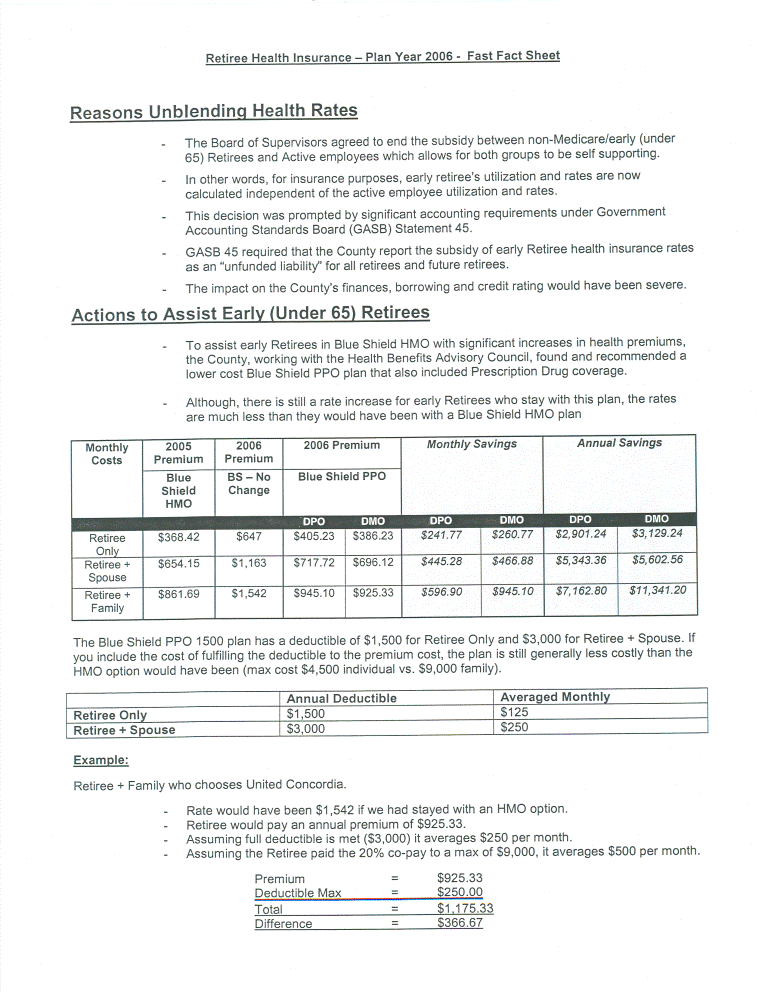 Retiree Health Insurance – Plan Year 2006 - Fast Fact Sheet
Reasons Unblending Health Rates
- The Board of Supervisors agreed to end the subsidy between non-Medicare/early (under
65) Retirees and Active employees which allows for both groups to be self supporting.
- In other words, for insurance purposes, early retiree's utilization and rates are now
calculated independent of the active employee utilization and rates.
- This decision was prompted by significant accounting requirements under Government
Accounting Standards Board (GASB) Statement 45.
- GASB 45 required that the County report the subsidy of early Retiree health insurance rates
as an "unfunded liability" for all retirees and future retirees.
- The impact on the County's finances, borrowing and credit rating would have been severe.
Actions to Assist Early (Under 65) Retirees
- To assist early Retirees in Blue Shield HMO with significant increases in health premiums,
the County, working with the Health Benefits Advisory Council, found and recommended a
lower cost Blue Shield PPO plan that also included Prescription Drug coverage.
- Although, there is still a rate increase for early Retirees who stay with this plan, the rates
are much less than they would have been with a Blue Shield HMO plan
Monthly 2005 2006 2006 Premium Monthly Savings Annual Savings
Costs Premium Premium
Blue BS – No Blue Shield PPO
Shield Change
HMO
DPO DMO DPO DMO DPO DMO
Retiree $368.42 $647 $405.23 $386.23 $241.77 $260.77 $2,901.24 $3,129.24
Only
Retiree + $654.15 $1,163 $717.72 $696.12 $445.28 $466.88 $5,343.36 $5,602.56
Spouse
Retiree + $861.69 $1,542 $945.10 $925.33 $596.90 $945.10 $7,162.80 $11,341.20
Family
The Blue Shield PPO 1500 plan has a deductible of $1,500 for Retiree Only and $3,000 for Retiree + Spouse. If
you include the cost of fulfilling the deductible to the premium cost, the plan is still generally less costly than the
HMO option would have been (max cost $4,500 individual vs. $9,000 family).
Annual Deductible Averaged Monthly
Retiree Only $1,500 $125
Retiree + Spouse $3,000 $250
Example:
Retiree + Family who chooses United Concordia.
- Rate would have been $1,542 if we had stayed with an HMO option.
- Retiree would pay an annual premium of $925.33.
- Assuming full deductible is met ($3,000) it averages $250 per month.
- Assuming the Retiree paid the 20% co-pay to a max of $9,000, it averages $500 per month.
Premium = $925.33
Deductible Max = $250.00
Total = $1,175.33
Difference = $366.67